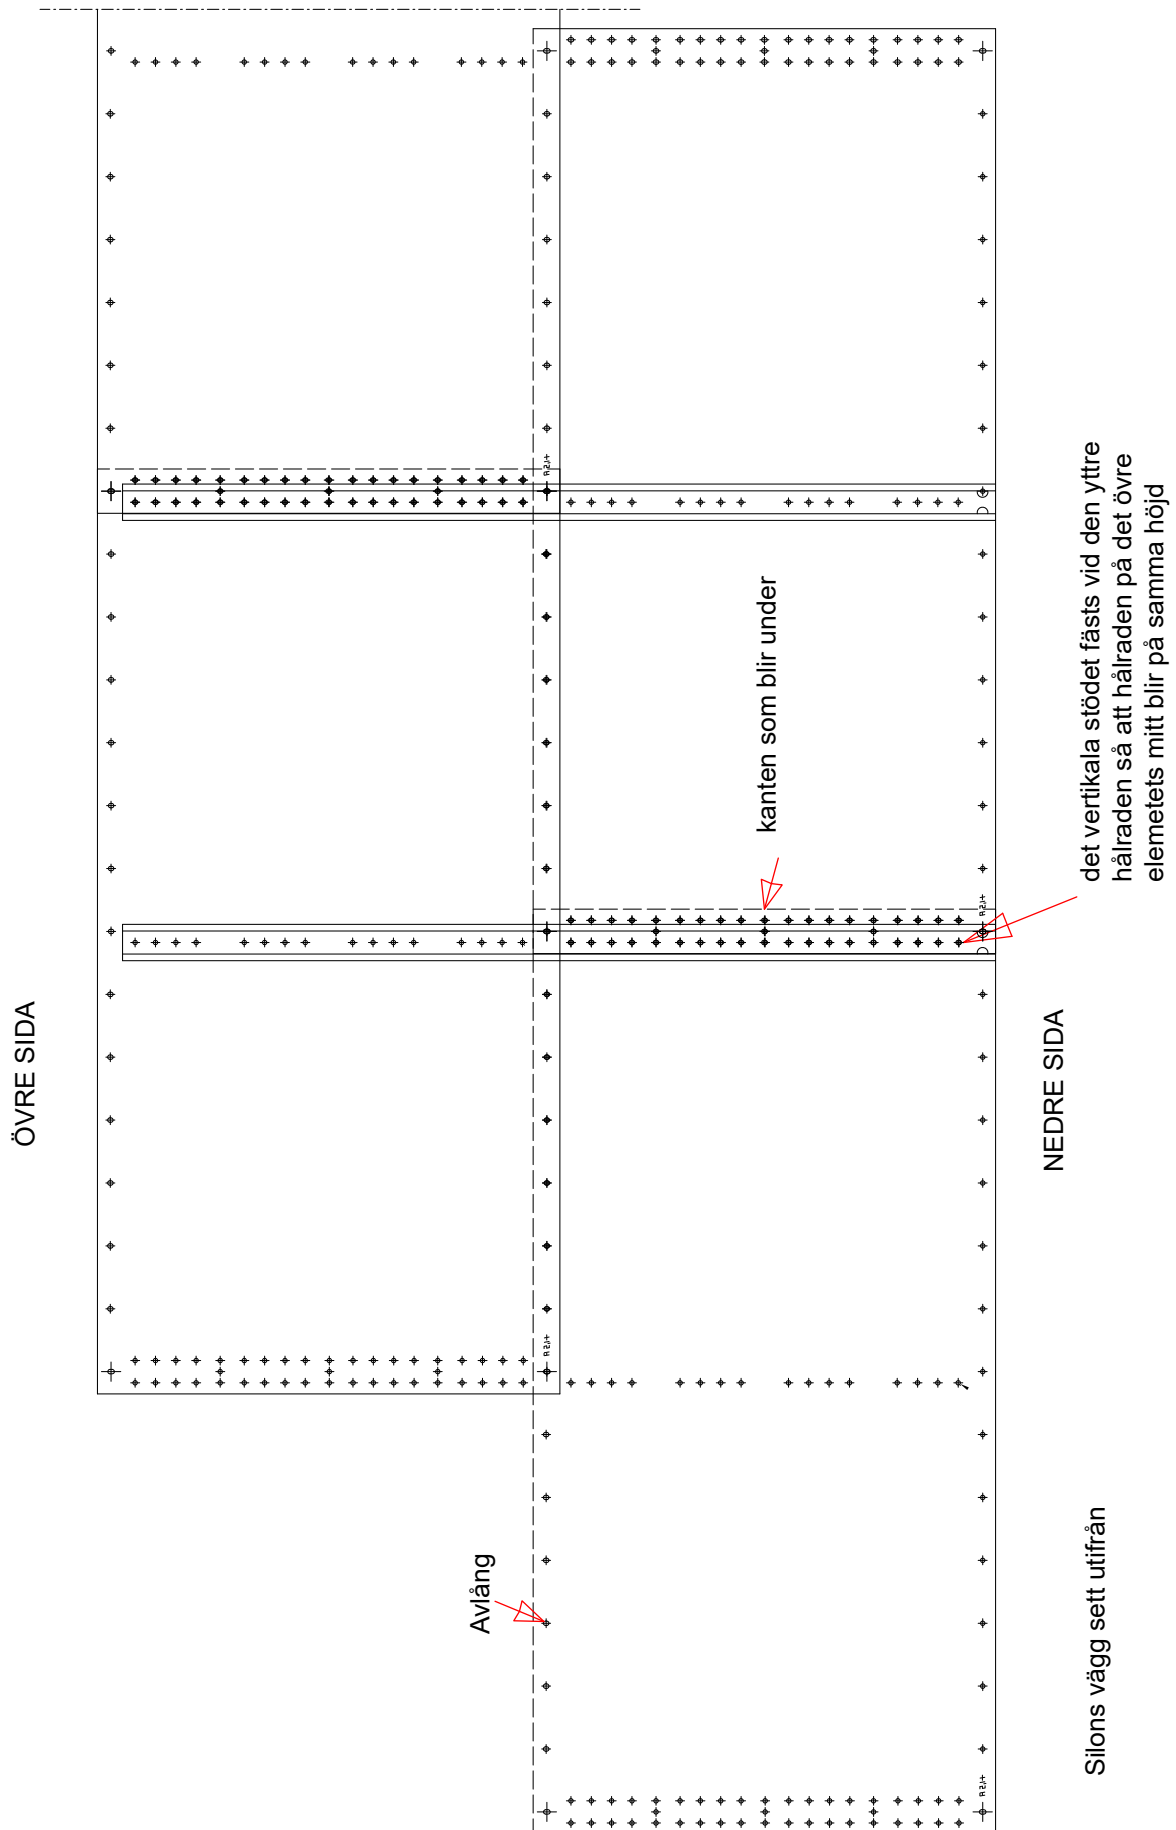 ÖVRE SIDA
Avlång
kanten som blir under
det vertikala stödet fästs vid den yttre
hålraden så att hålraden på det övre
elemetets mitt blir på samma höjd
NEDRE SIDA
Silons vägg sett utifrån